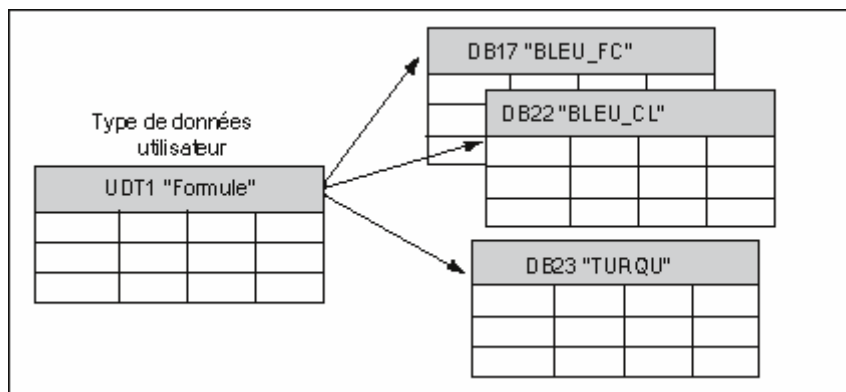 DB17 "BLEU_FC"
DB22 "BLEU_CL"
Type de données
utilisateur
UDT1 "Formule"
DB23 "TURQU"